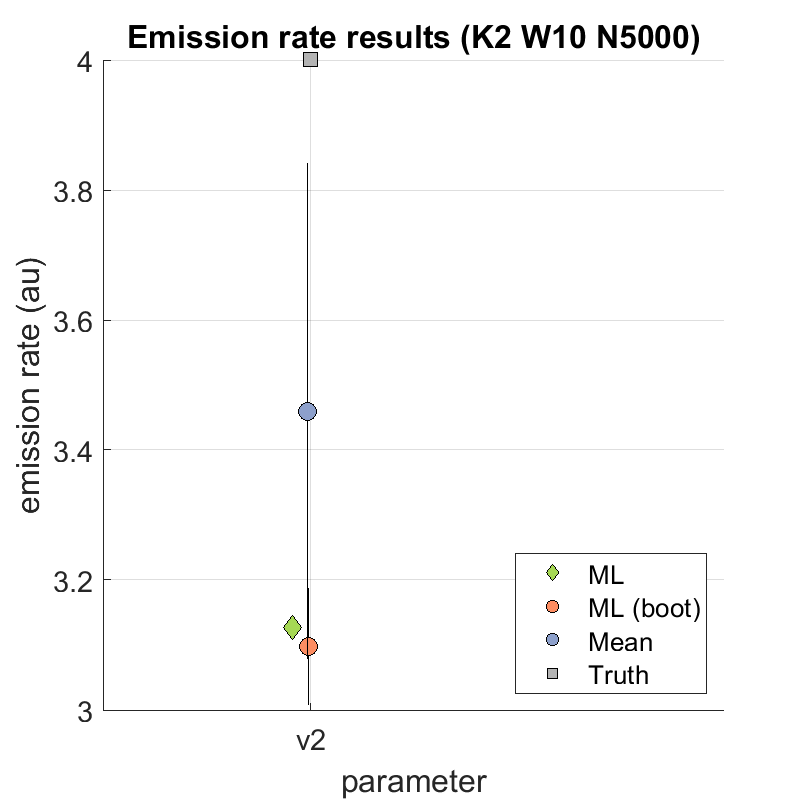 Emission rate results (K2 W10 N5000)
4
3.8
3.6
3.4
3.2
3
emission rate (au)
ML
ML (boot)
Mean
Truth
v2
parameter